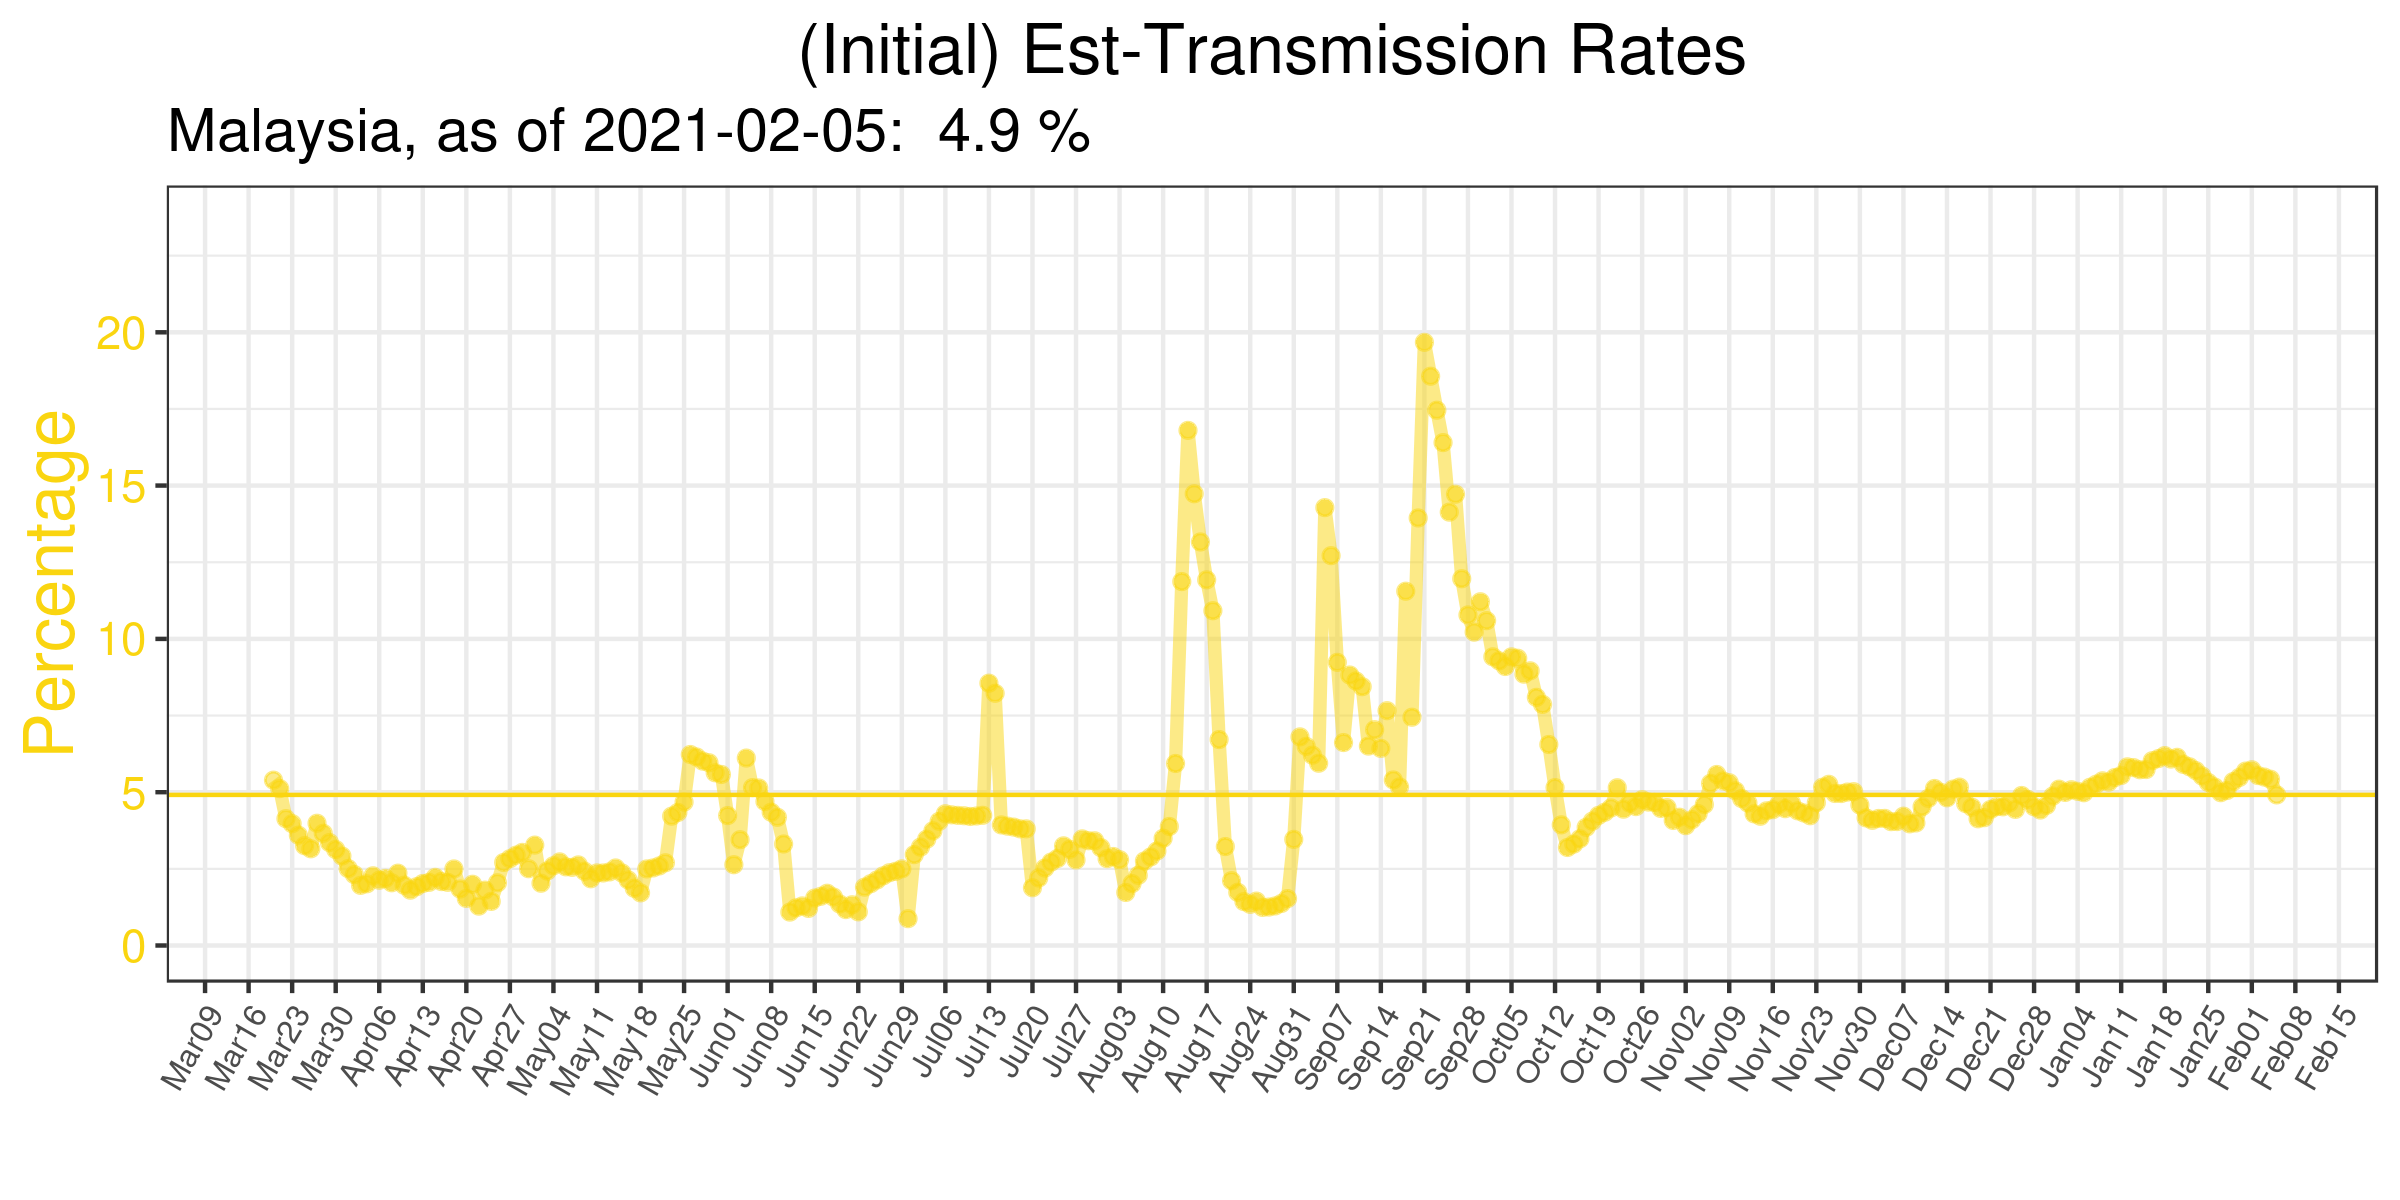 (Initial) Est-Transmission Rates
Malaysia, as of 2021-02-05:  4.9 %
Percentage
20
15
10
5
0
Mar09
Mar16
Mar23
Mar30
Apr06
Apr13
Apr20
Apr27
May04
May11
May18
May25
Jun01
Jun08
Jun15
Jun22
Jun29
Jul06
Jul13
Jul20
Jul27
Aug03
Aug10
Aug17
Aug24
Aug31
Sep07
Sep14
Sep21
Sep28
Oct05
Oct12
Oct19
Oct26
Nov02
Nov09
Nov16
Nov23
Nov30
Dec07
Dec14
Dec21
Dec28
Jan04
Jan11
Jan18
Jan25
Feb01
Feb08
Feb15